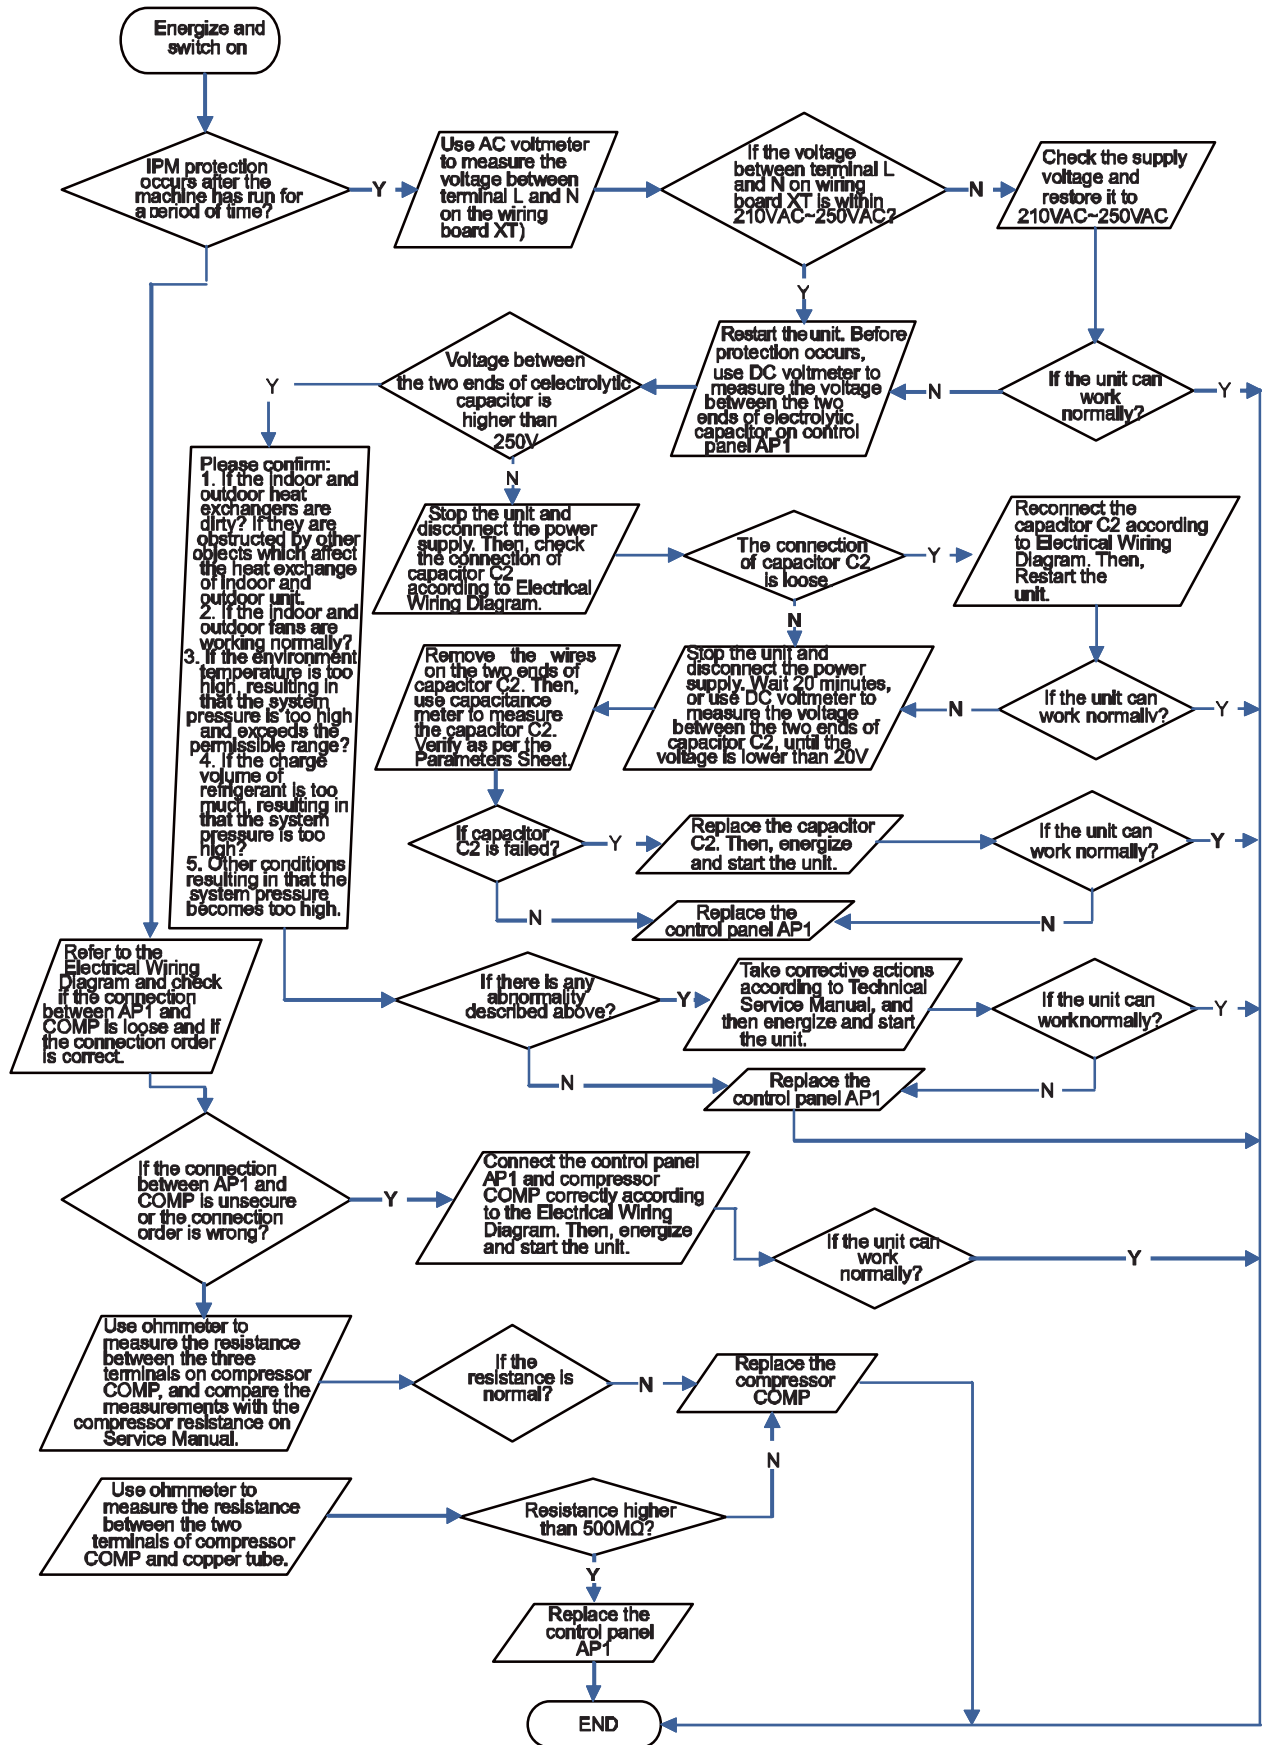 Energize and
switch on
IPM protection
occurs after the
machine has run for
a period of time?
Y
Use AC voltmeter
to measure the
voltage between
terminal L and N
on the wiring
board XT)
If the voltage
between terminal L
and N on wiring
board XT is within
210VAC~250VAC?
N
Check the supply
voltage and
restore it to
210VAC~250VAC
Y
Restart the unit. Before
protection occurs,
use DC voltmeter to
measure the voltage
between the two
ends of electrolytic
capacitor on control
panel AP1
N
If the unit can
work
normally?
Y
Voltage between
the two ends of celectrolytic
capacitor is
higher than
250V
Y
N
Please confirm:
1. If the indoor and
outdoor heat
exchangers are
dirty? If they are
obstructed by other
objects which affect
the heat exchange
of indoor and
outdoor unit.
2. If the indoor and
outdoor fans are
working normally?
3. If the environment
temperature is too
high, resulting in
that the system
pressure is too high
and exceeds the
permissible range?
4. If the charge
volume of
refrigerant is too
much, resulting in
that the system
pressure is too
high?
5. Other conditions
resulting in that the
system pressure
becomes too high.
Stop the unit and
disconnect the power
supply. Then, check
the connection of
capacitor C2
according to Electrical
Wiring Diagram.
The connection
of capacitor C2
is loose
Y
Reconnect the
capacitor C2 according
to Electrical Wiring
Diagram. Then,
Restart the
unit.
N
Remove the wires
on the two ends of
capacitor C2. Then,
use capacitance
meter to measure
the capacitor C2.
Verify as per the
Parameters Sheet.
Stop the unit and
disconnect the power
supply. Wait 20 minutes,
or use DC voltmeter to
measure the voltage
between the two ends of
capacitor C2, until the
voltage is lower than 20V
N
If the unit can
work normally?
Y
If capacitor
C2 is failed?
Y
Replace the capacitor
C2. Then, energize
and start the unit.
If the unit can
work normally?
Y
N
Replace the
control panel AP1
N
Refer to the
Electrical Wiring
Diagram and check
if the connection
between AP1 and
COMP is loose and if
the connection order
is correct.
If there is any
abnormality
described above?
Y
Take corrective actions
according to Technical
Service Manual, and
then energize and start
the unit.
If the unit can
work normally?
Y
N
Replace the
control panel AP1
N
If the connection
between AP1 and
COMP is unsecure
or the connection
order is wrong?
Y
Connect the control panel
AP1 and compressor
COMP correctly according
to the Electrical Wiring
Diagram. Then, energize
and start the unit.
If the unit can
work
normally?
Y
Use ohmmeter to
measure the resistance
between the three
terminals on compressor
COMP, and compare the
measurements with the
compressor resistance on
Service Manual.
If the
resistance is
normal?
N
Replace the
compressor
COMP
N
Use ohmmeter to
measure the resistance
between the two
terminals of compressor
COMP and copper tube.
Resistance higher
than 500MΩ?
Y
Replace the
control panel
AP1
END